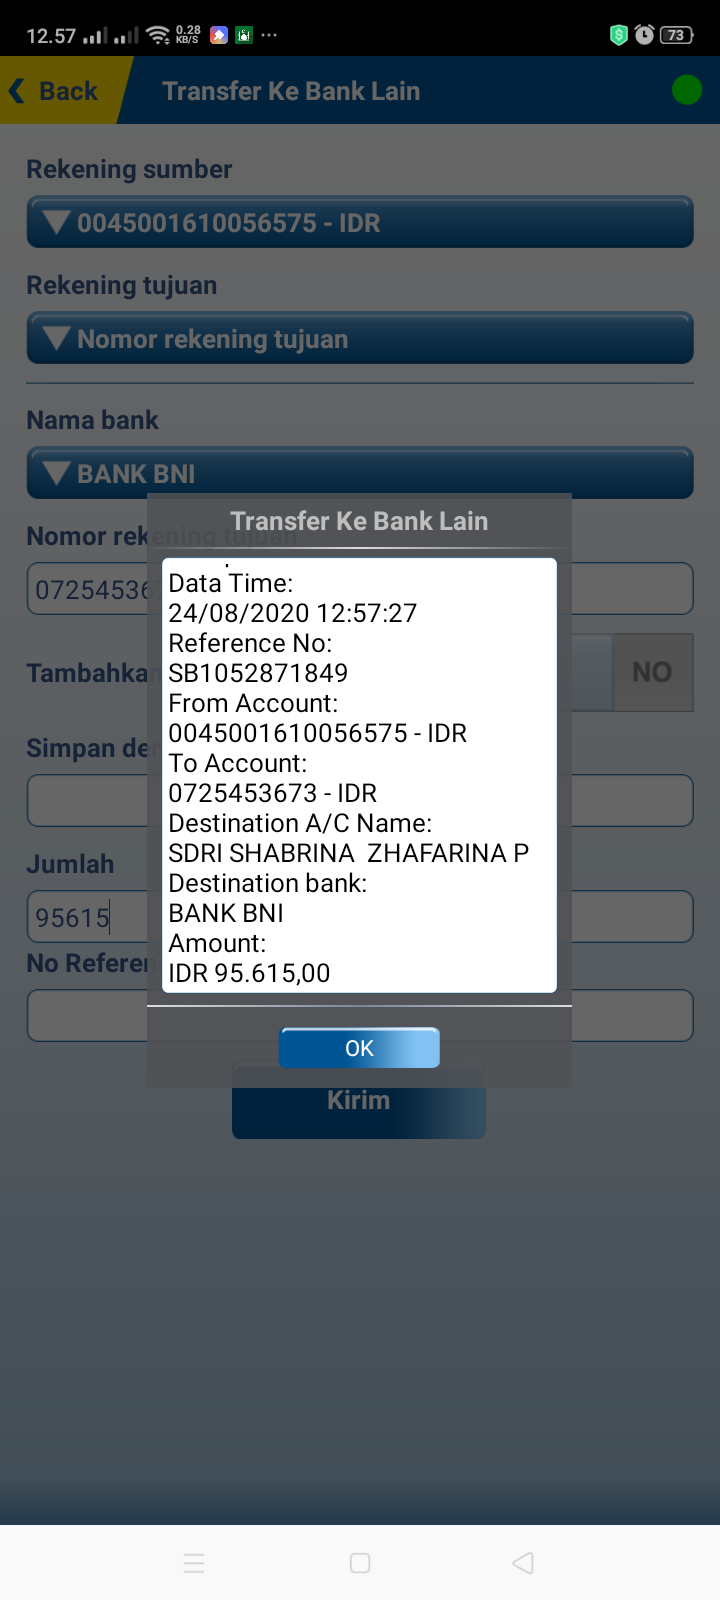 12.57 0.28 KB/S 73
Back Transfer Ke Bank Lain
Rekening sumber
0045001610056575 - IDR
Rekening tujuan
Nomor rekening tujuan
Nama bank
BANK BNI
Nomor rekening tujuan
072545367
Tambahka NO
Simpan de
Jumlah
95615
No Referen
Transfer Ke Bank Lain
Data Time:
24/08/2020 12:57:27
Reference No:
SB1052871849
From Account:
0045001610056575 - IDR
To Account:
0725453673 - IDR
Destination A/C Name:
SDRI SHABRINA  ZHAFARINA P
Destination bank:
BANK BNI
Amount:
IDR 95.615,00
OK
Kirim